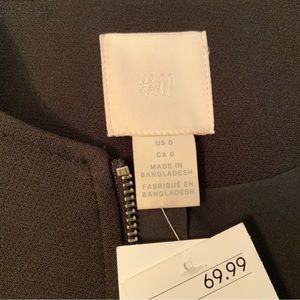 H&M
US 0
CA 0
MADE IN
BANGLADESH
FABRIQUÉ EN
BANGLADESH
69.99